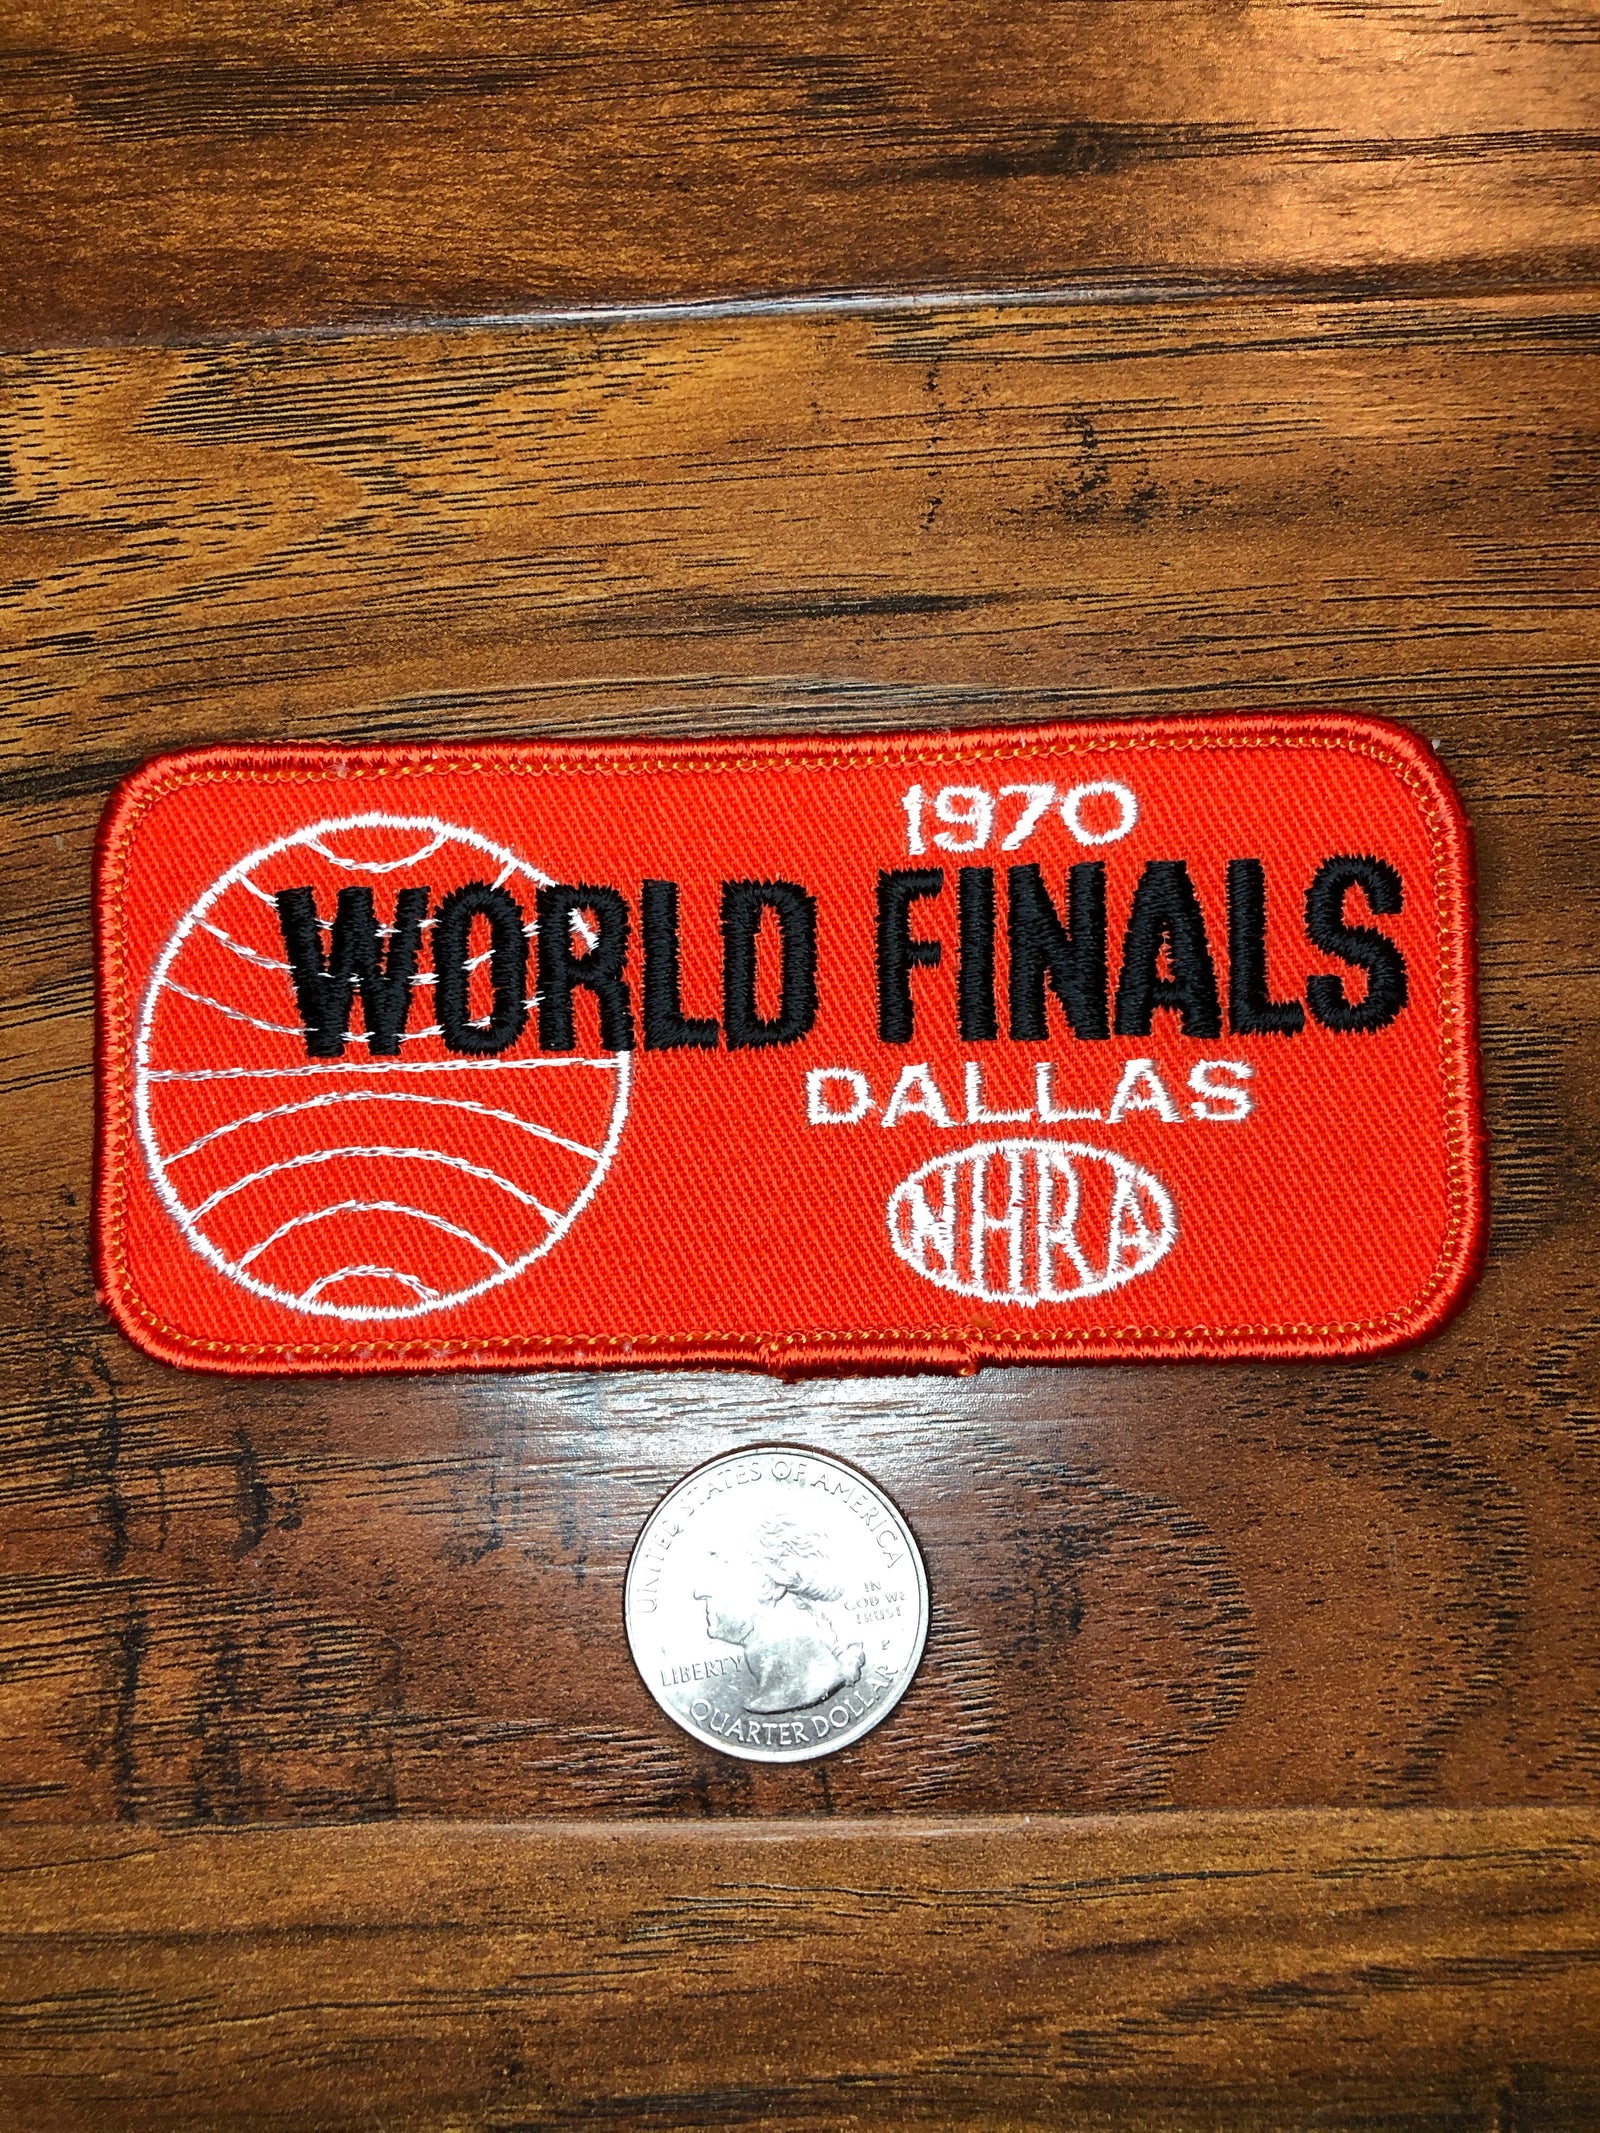 1970
WORLD FINALS
DALLAS
NHRA
UNITED STATES OF AMERICA
IN
GOD WE
TRUST
P
LIBERTY
QUARTER DOLLAR